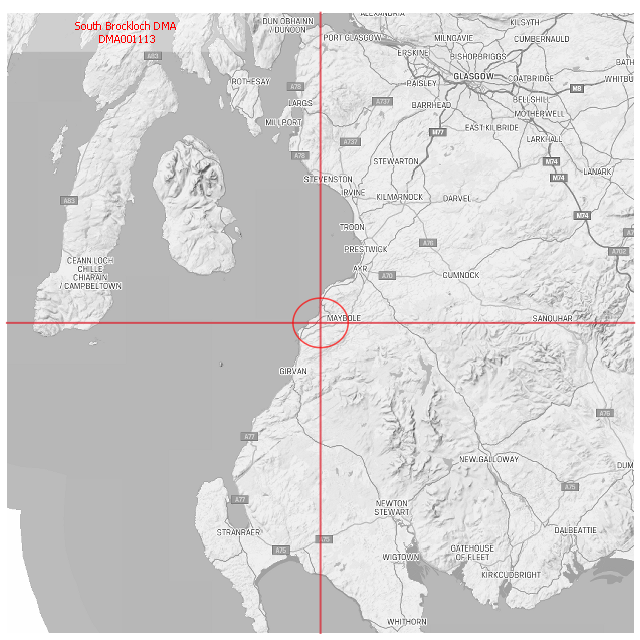 ALEXANDRIA
South Brockloch DMA
DMA001113
DUN OBHAINN
/ DUNOON
KILSYTH
PORT GLASGOW
MILNGAVIE
CUMBERNAULD
ERSKINE
BISHOPBRIGGS
A83
BATH
GLASGOW
COATBRIDGE
WHITBU
ROTHESAY
PAISLEY
A78
M8
LARGS
A737
BARRHEAD
BELLSHILL
MOTHERWELL
MILLPORT
M77
EAST KILBRIDE
LARKHALL
A737
A78
STEWARTON
M74
LANARK
STEVENSTON
M74
IRVINE
KILMARNOCK
DARVEL
A83
M74
TROON
A76
PRESTWICK
A702
CEANN LOCH
CHILLE
CHIARAIN
/ CAMPBELTOWN
AYR
A70
CUMNOCK
MAYBOLE
SANQUHAR
GIRVAN
A76
A77
NEW GALLOWAY
DUM
A75
A77
NEWTON
STEWART
STRANRAER
DALBEATTIE
A75
A75
WIGTOWN
GATEHOUSE
OF FLEET
KIRKCUDBRIGHT
WHITHORN